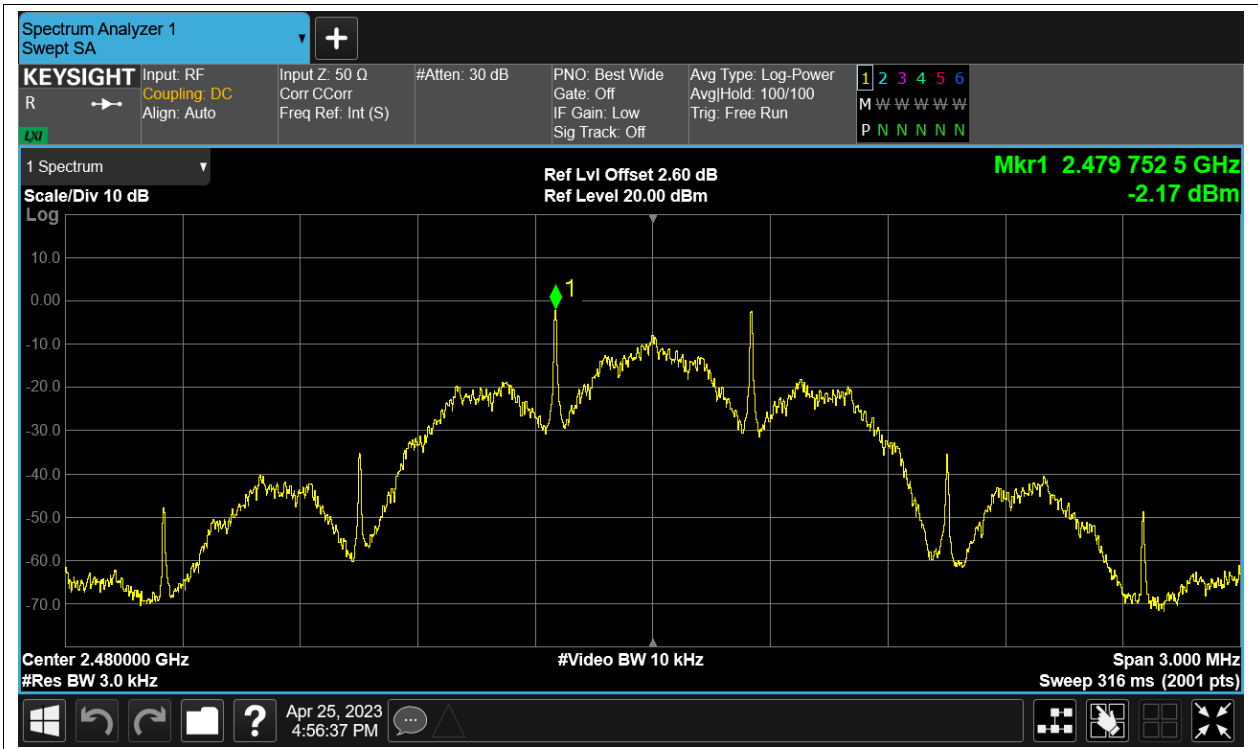 Spectrum Analyzer 1
Swept SA
KEYSIGHT
R
LXI
Input: RF
Coupling: DC
Align: Auto
Input Z: 50 Ω
Corr CCorr
Freq Ref: Int (S)
#Atten: 30 dB
PNO: Best Wide
Gate: Off
IF Gain: Low
Sig Track: Off
Avg Type: Log-Power
Avg|Hold: 100/100
Trig: Free Run
1 2 3 4 5 6
M W W W W W W
P N N N N N N
1 Spectrum
Scale/Div 10 dB
Log
Ref Lvl Offset 2.60 dB
Ref Level 20.00 dBm
Mkr1 2.479 752 5 GHz
-2.17 dBm
1
10.0
0.00
-10.0
-20.0
-30.0
-40.0
-50.0
-60.0
-70.0
Center 2.480000 GHz
#Res BW 3.0 kHz
#Video BW 10 kHz
Span 3.000 MHz
Sweep 316 ms (2001 pts)
?
Apr 25, 2023
4:56:37 PM